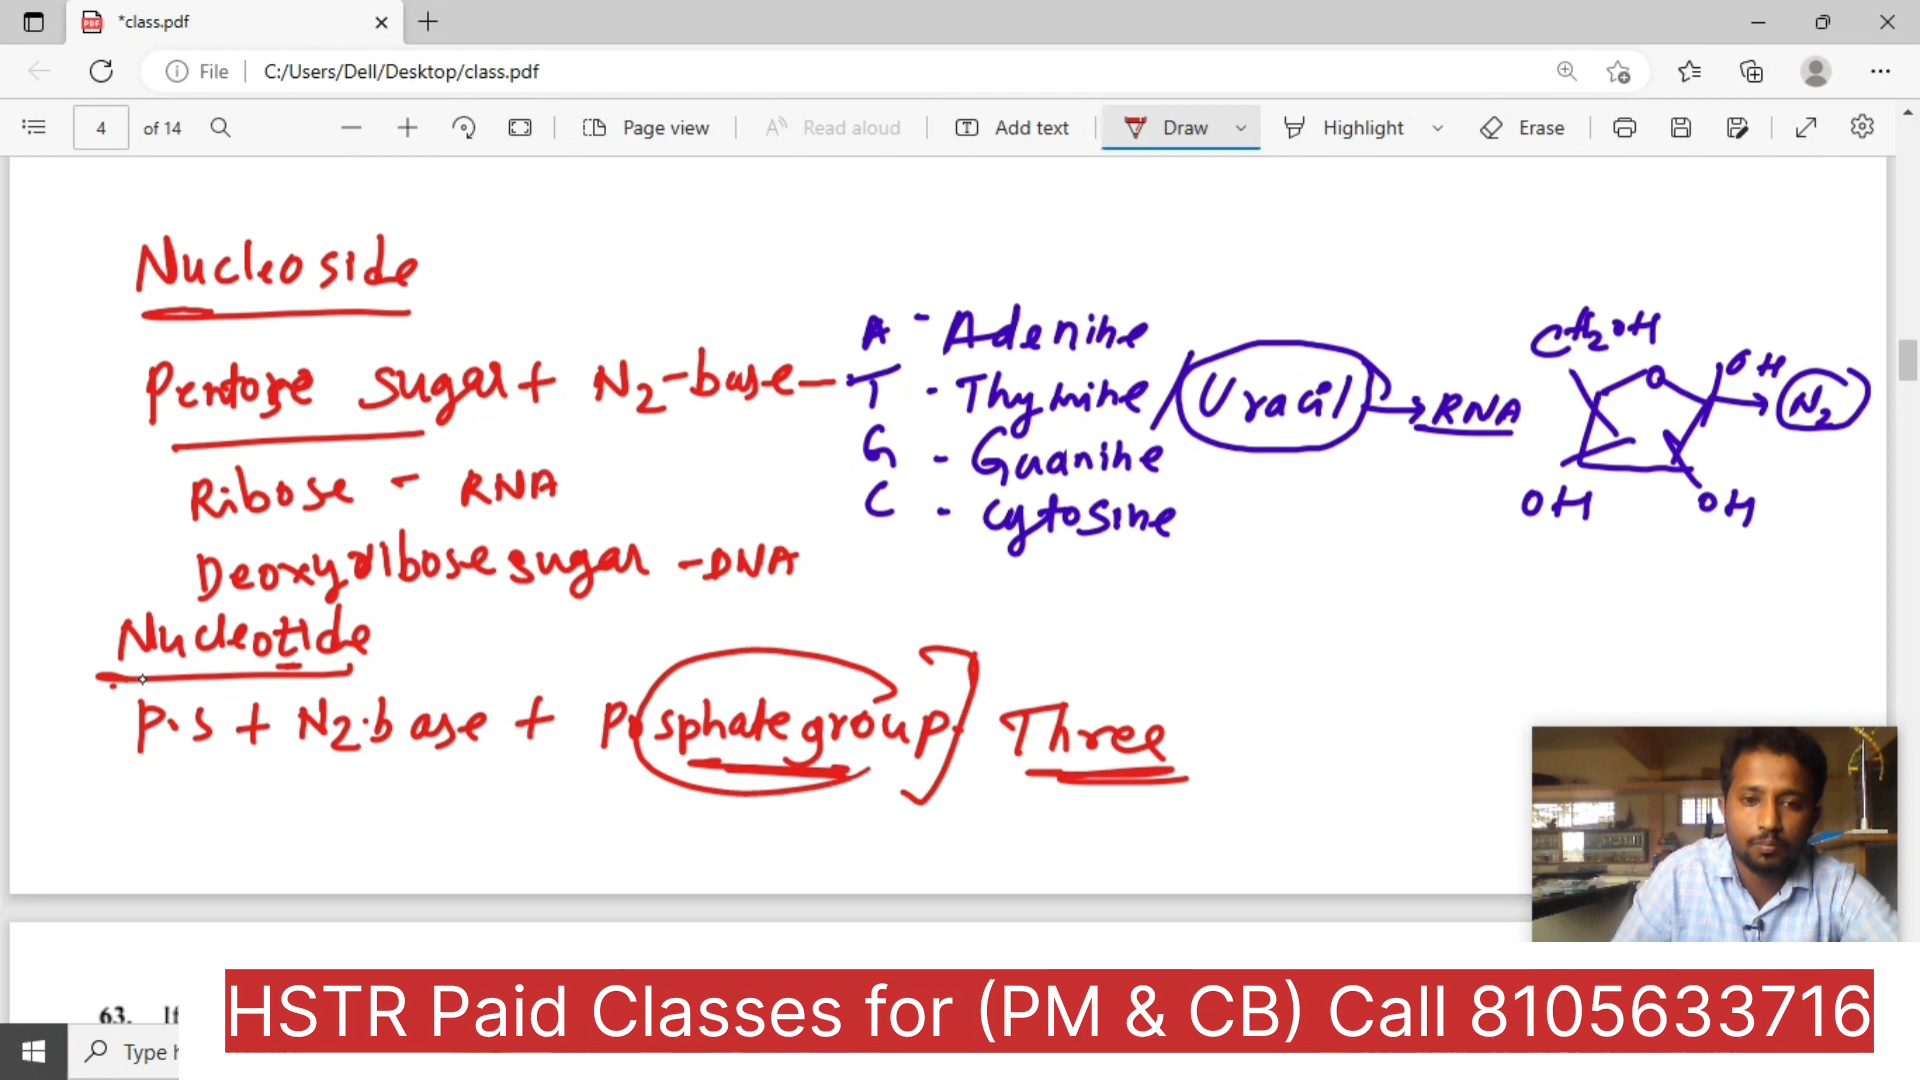 *class.pdf
File C:/Users/Dell/Desktop/class.pdf
4 of 14 Page view Read aloud Add text Draw Highlight Erase
Nucleoside
Pentose sugar + N2-base -
A - Adenine
T - Thymine / Uracil → RNA
G - Guanine
C - Cytosine
CH2OH
O
OH
N2
OH OH
Ribose - RNA
Deoxyribose sugar - DNA
Nucleotide
P.S + N2.base + Posphate group. Three
63. If
HSTR Paid Classes for (PM & CB) Call 8105633716
Type h